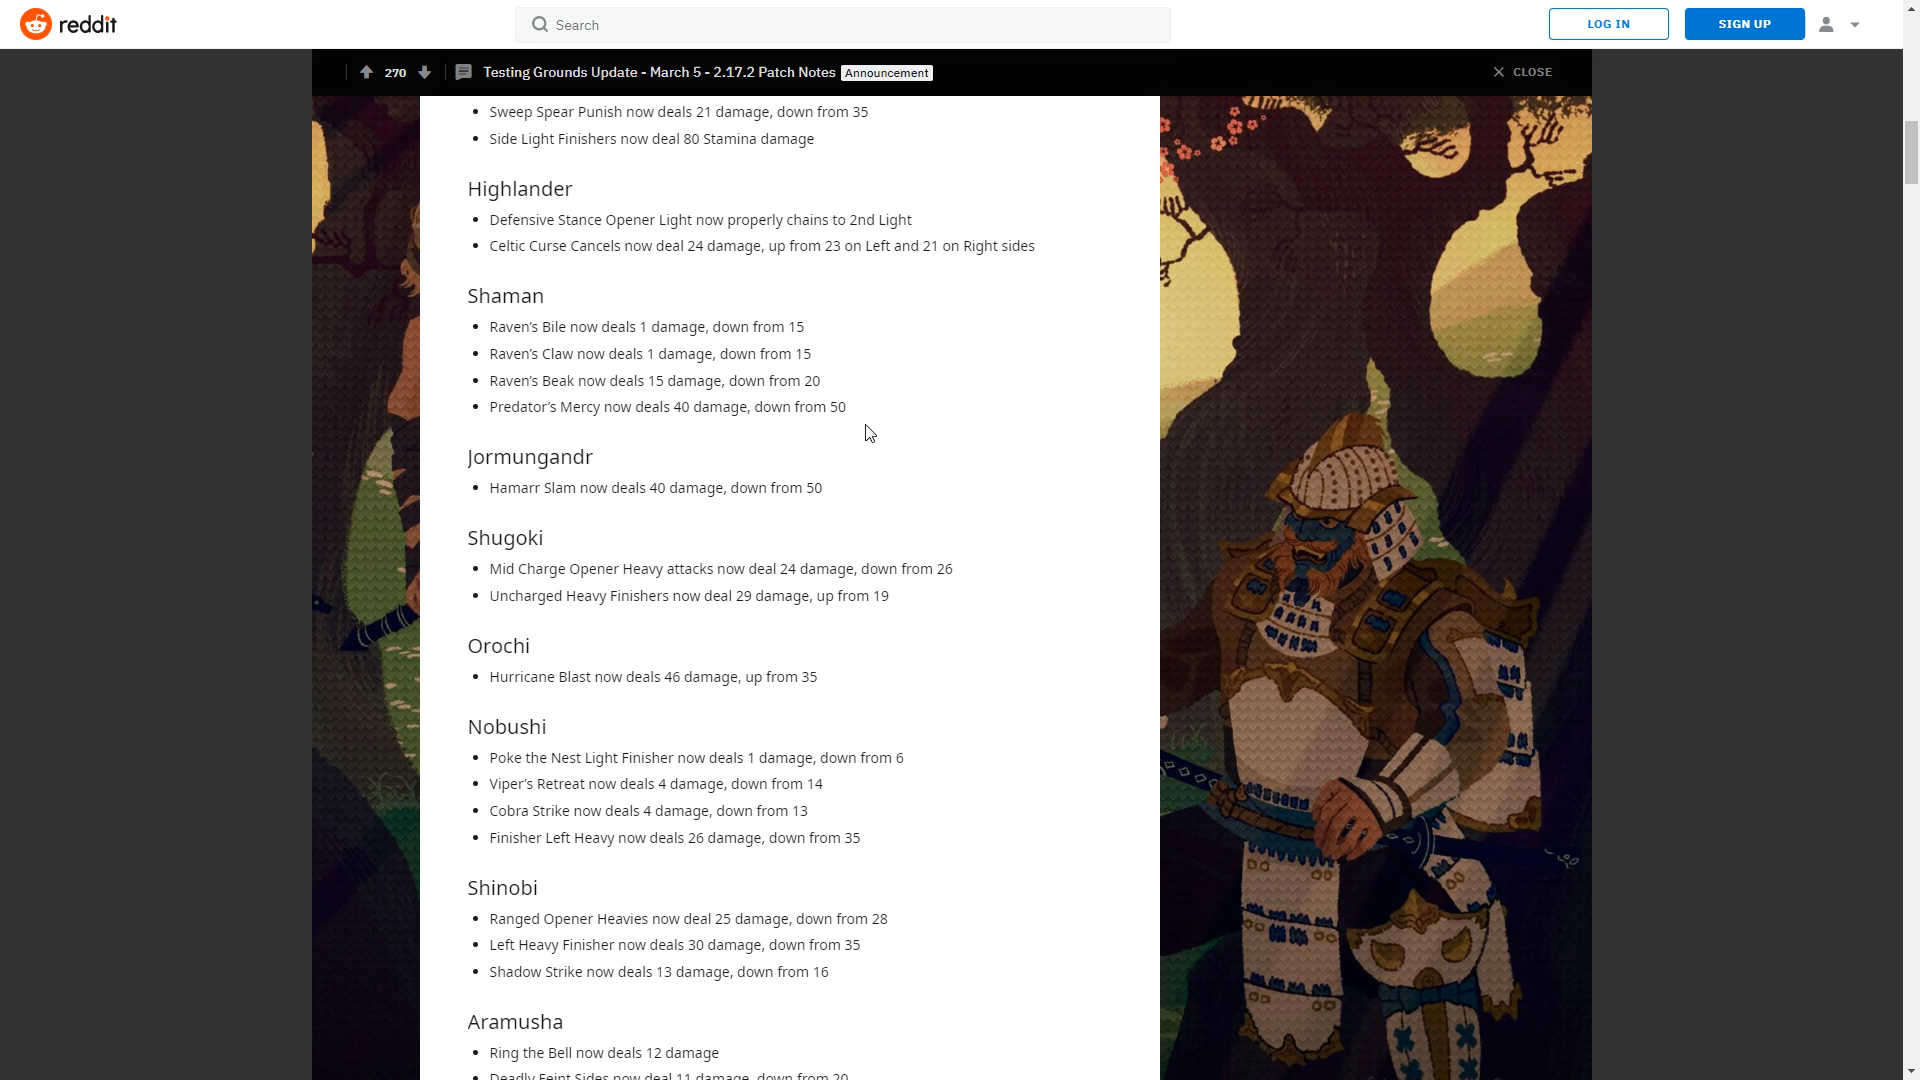 reddit
Search
LOG IN
SIGN UP
270
Testing Grounds Update - March 5 - 2.17.2 Patch Notes Announcement
CLOSE
Sweep Spear Punish now deals 21 damage, down from 35
Side Light Finishers now deal 80 Stamina damage
Highlander
Defensive Stance Opener Light now properly chains to 2nd Light
Celtic Curse Cancels now deal 24 damage, up from 23 on Left and 21 on Right sides
Shaman
Raven’s Bile now deals 1 damage, down from 15
Raven’s Claw now deals 1 damage, down from 15
Raven’s Beak now deals 15 damage, down from 20
Predator’s Mercy now deals 40 damage, down from 50
Jormungandr
Hamarr Slam now deals 40 damage, down from 50
Shugoki
Mid Charge Opener Heavy attacks now deal 24 damage, down from 26
Uncharged Heavy Finishers now deal 29 damage, up from 19
Orochi
Hurricane Blast now deals 46 damage, up from 35
Nobushi
Poke the Nest Light Finisher now deals 1 damage, down from 6
Viper’s Retreat now deals 4 damage, down from 14
Cobra Strike now deals 4 damage, down from 13
Finisher Left Heavy now deals 26 damage, down from 35
Shinobi
Ranged Opener Heavies now deal 25 damage, down from 28
Left Heavy Finisher now deals 30 damage, down from 35
Shadow Strike now deals 13 damage, down from 16
Aramusha
Ring the Bell now deals 12 damage
Deadly Feint Sides now deal 11 damage, down from 20